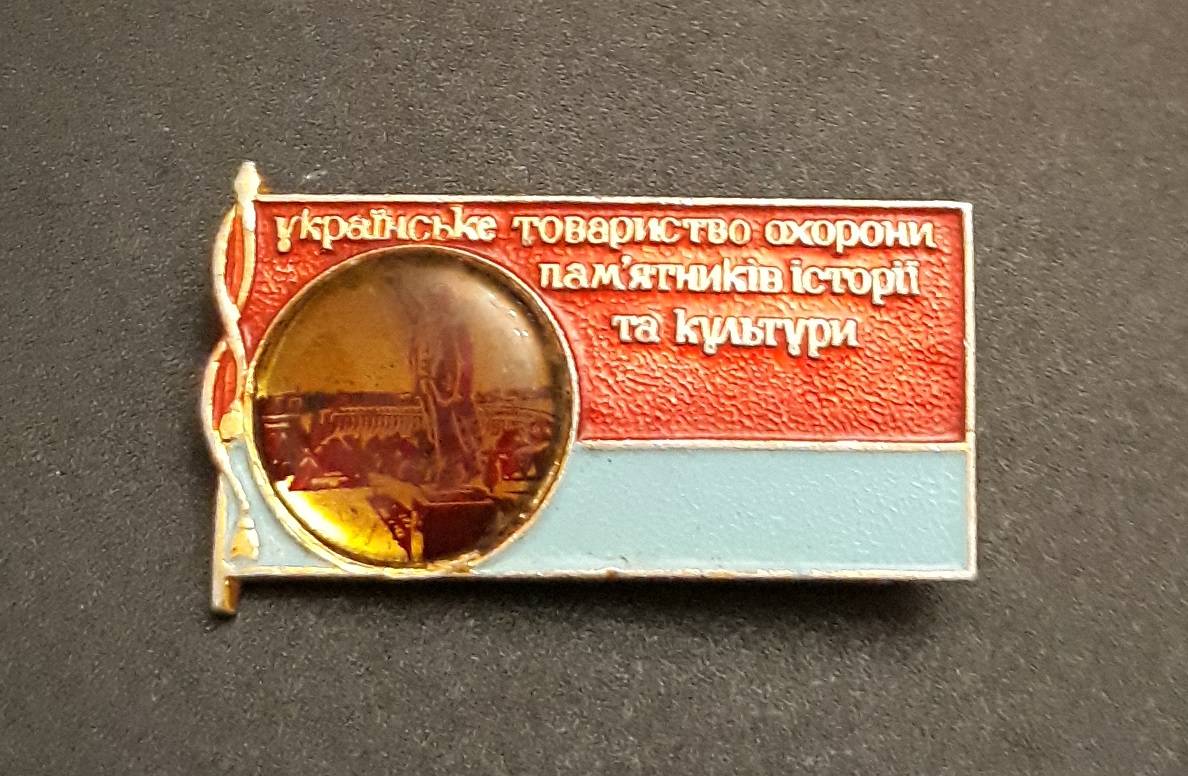 українське товариство охорони
пам'ятників історії
та культури